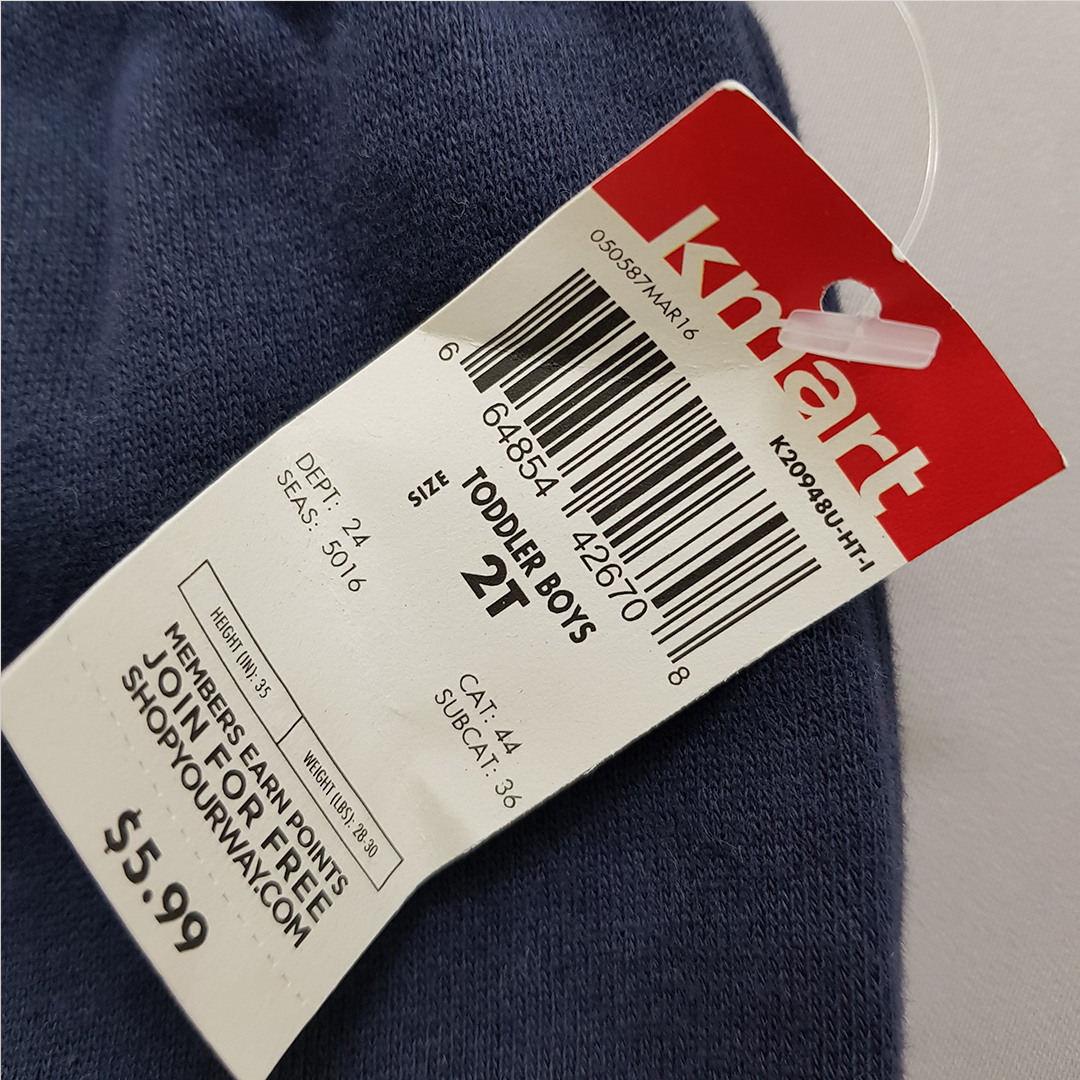 kmart
050587MAR16
K20948U-HT-I
6 64854 42670 8
TODDLER BOYS
SIZE 2T
DEPT: 24
SEAS: 5016
CAT: 44
SUBCAT: 36
HEIGHT (IN): 35
WEIGHT (LBS): 28-30
MEMBERS EARN POINTS
JOIN FOR FREE
SHOPYOURWAY.COM
$5.99